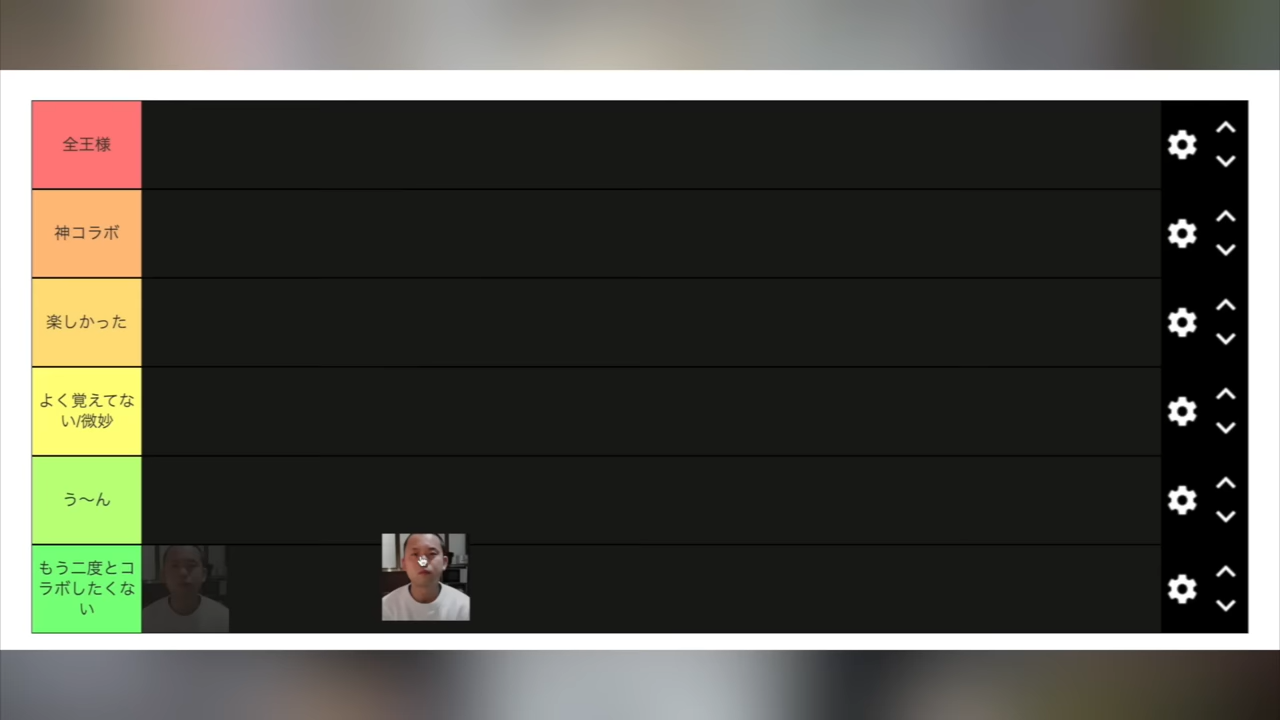 全王様
神コラボ
楽しかった
よく覚えてな
い/微妙
う〜ん
もう二度とコ
ラボしたくな
い